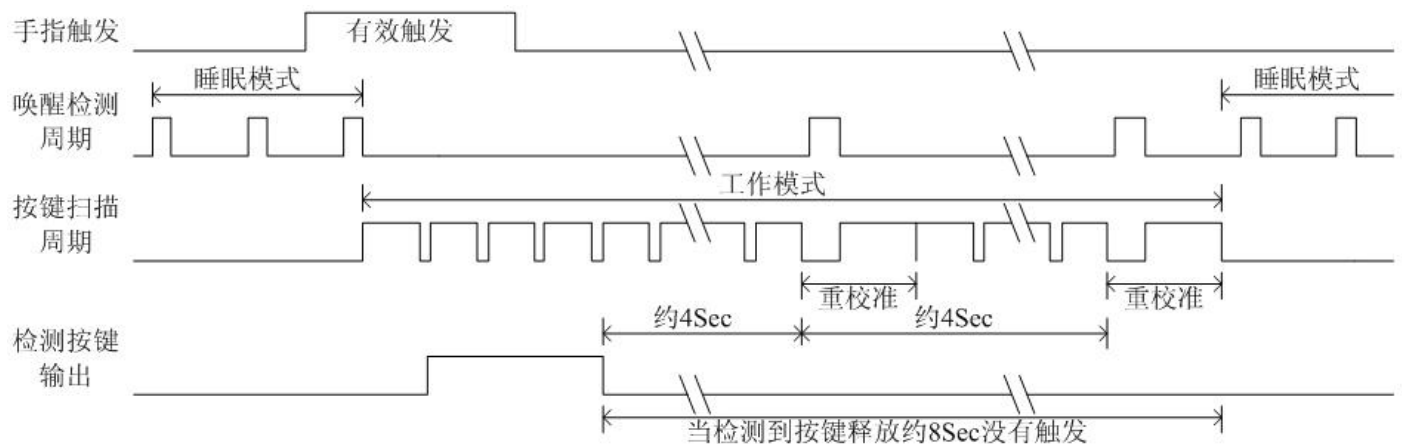 手指触发
有效触发
睡眠模式
睡眠模式
唤醒检测
周期
工作模式
按键扫描
周期
重校准
重校准
约4Sec
约4Sec
检测按键
输出
当检测到按键释放约8Sec没有触发